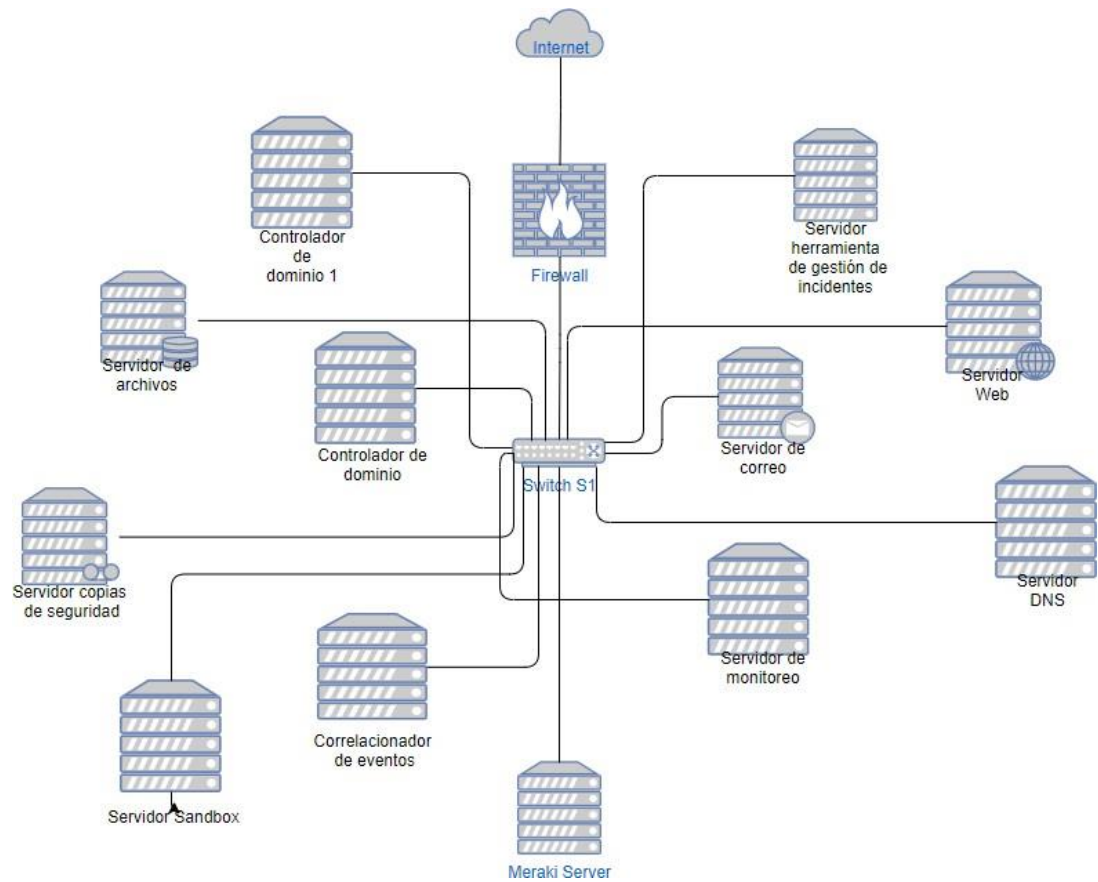 Internet
Controlador
de
dominio 1
Firewall
Servidor
herramienta
de gestión de
incidentes
Servidor de
archivos
Servidor
Web
Controlador de
dominio
Servidor de
correo
Switch S1
Servidor copias
de seguridad
Servidor
DNS
Servidor de
monitoreo
Correlacionador
de eventos
Servidor Sandbox
Meraki Server